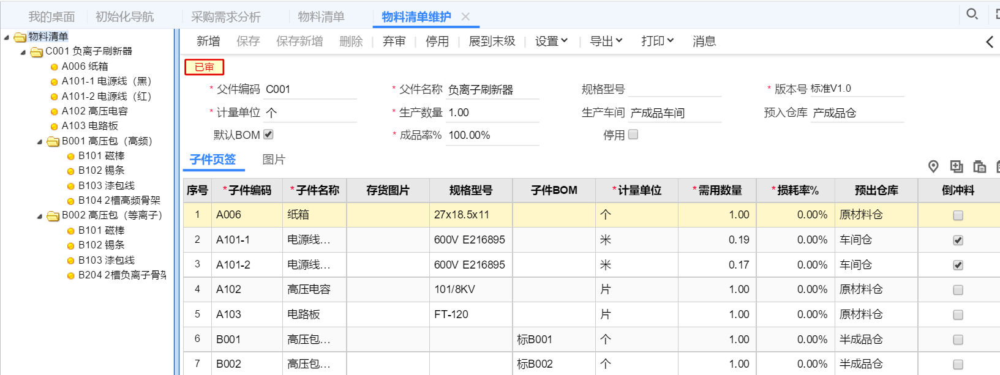 我的桌面 初始化导航 采购需求分析 物料清单 物料清单维护
物料清单
C001 负离子刷新器
A006 纸箱
A101-1 电源线（黑）
A101-2 电源线（红）
A102 高压电容
A103 电路板
B001 高压包（高频）
B101 磁棒
B102 锡条
B103 漆包线
B104 2槽高频骨架
B002 高压包（等离子）
B101 磁棒
B102 锡条
B103 漆包线
B204 2槽负离子骨架
新增 保存 保存新增 删除 弃审 停用 展到末级 设置 导出 打印 消息
已审
* 父件编码 C001 * 父件名称 负离子刷新器 规格型号 * 版本号 标准V1.0
* 计量单位 个 * 生产数量 1.00 生产车间 产成品车间 预入仓库 产成品仓
默认BOM * 成品率% 100.00% 停用
子件页签 图片
序号 *子件编码 *子件名称 存货图片 规格型号 子件BOM *计量单位 *需用数量 *损耗率% 预出仓库 倒冲料
1 A006 纸箱 27x18.5x11 个 1.00 0.00% 原材料仓
2 A101-1 电源线... 600V E216895 米 0.19 0.00% 车间仓
3 A101-2 电源线... 600V E216895 米 0.17 0.00% 车间仓
4 A102 高压电容 101/8KV 片 1.00 0.00% 原材料仓
5 A103 电路板 FT-120 片 1.00 0.00% 原材料仓
6 B001 高压包... 标B001 个 1.00 0.00% 半成品仓
7 B002 高压包... 标B002 个 1.00 0.00% 半成品仓